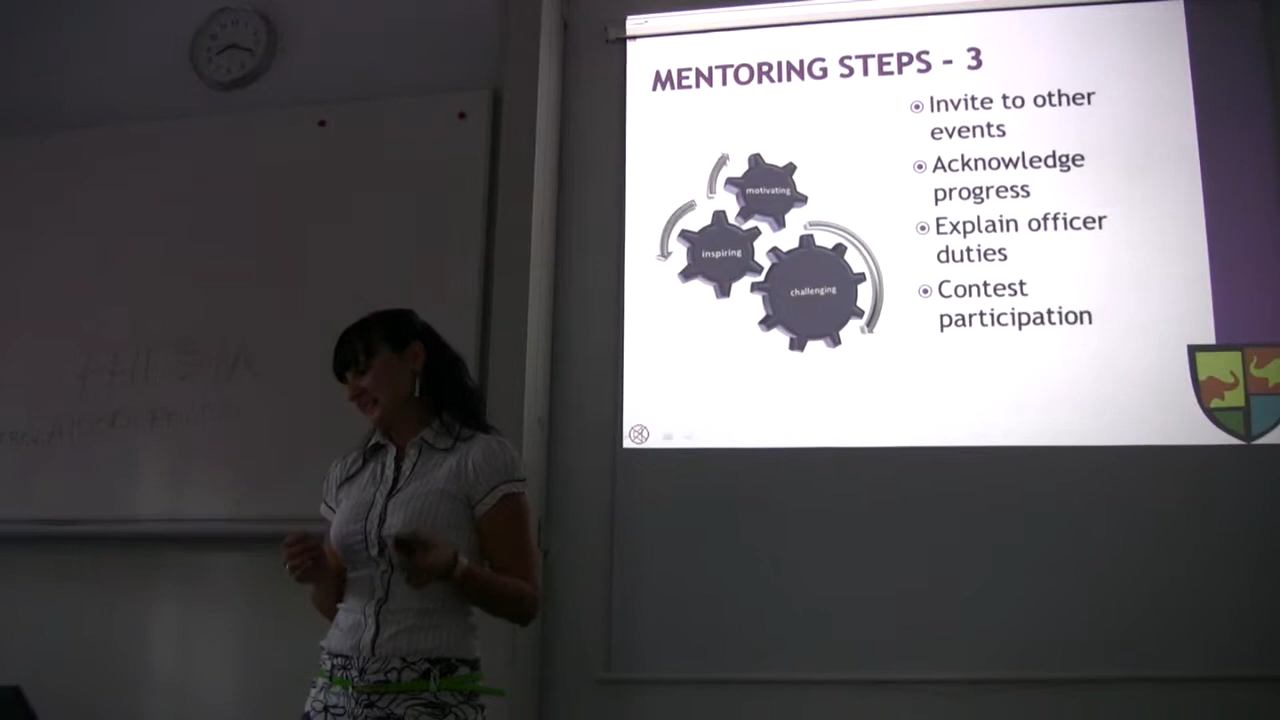 MENTORING STEPS - 3
Invite to other
events
Acknowledge
progress
Explain officer
duties
Contest
participation
motivating
inspiring
challenging